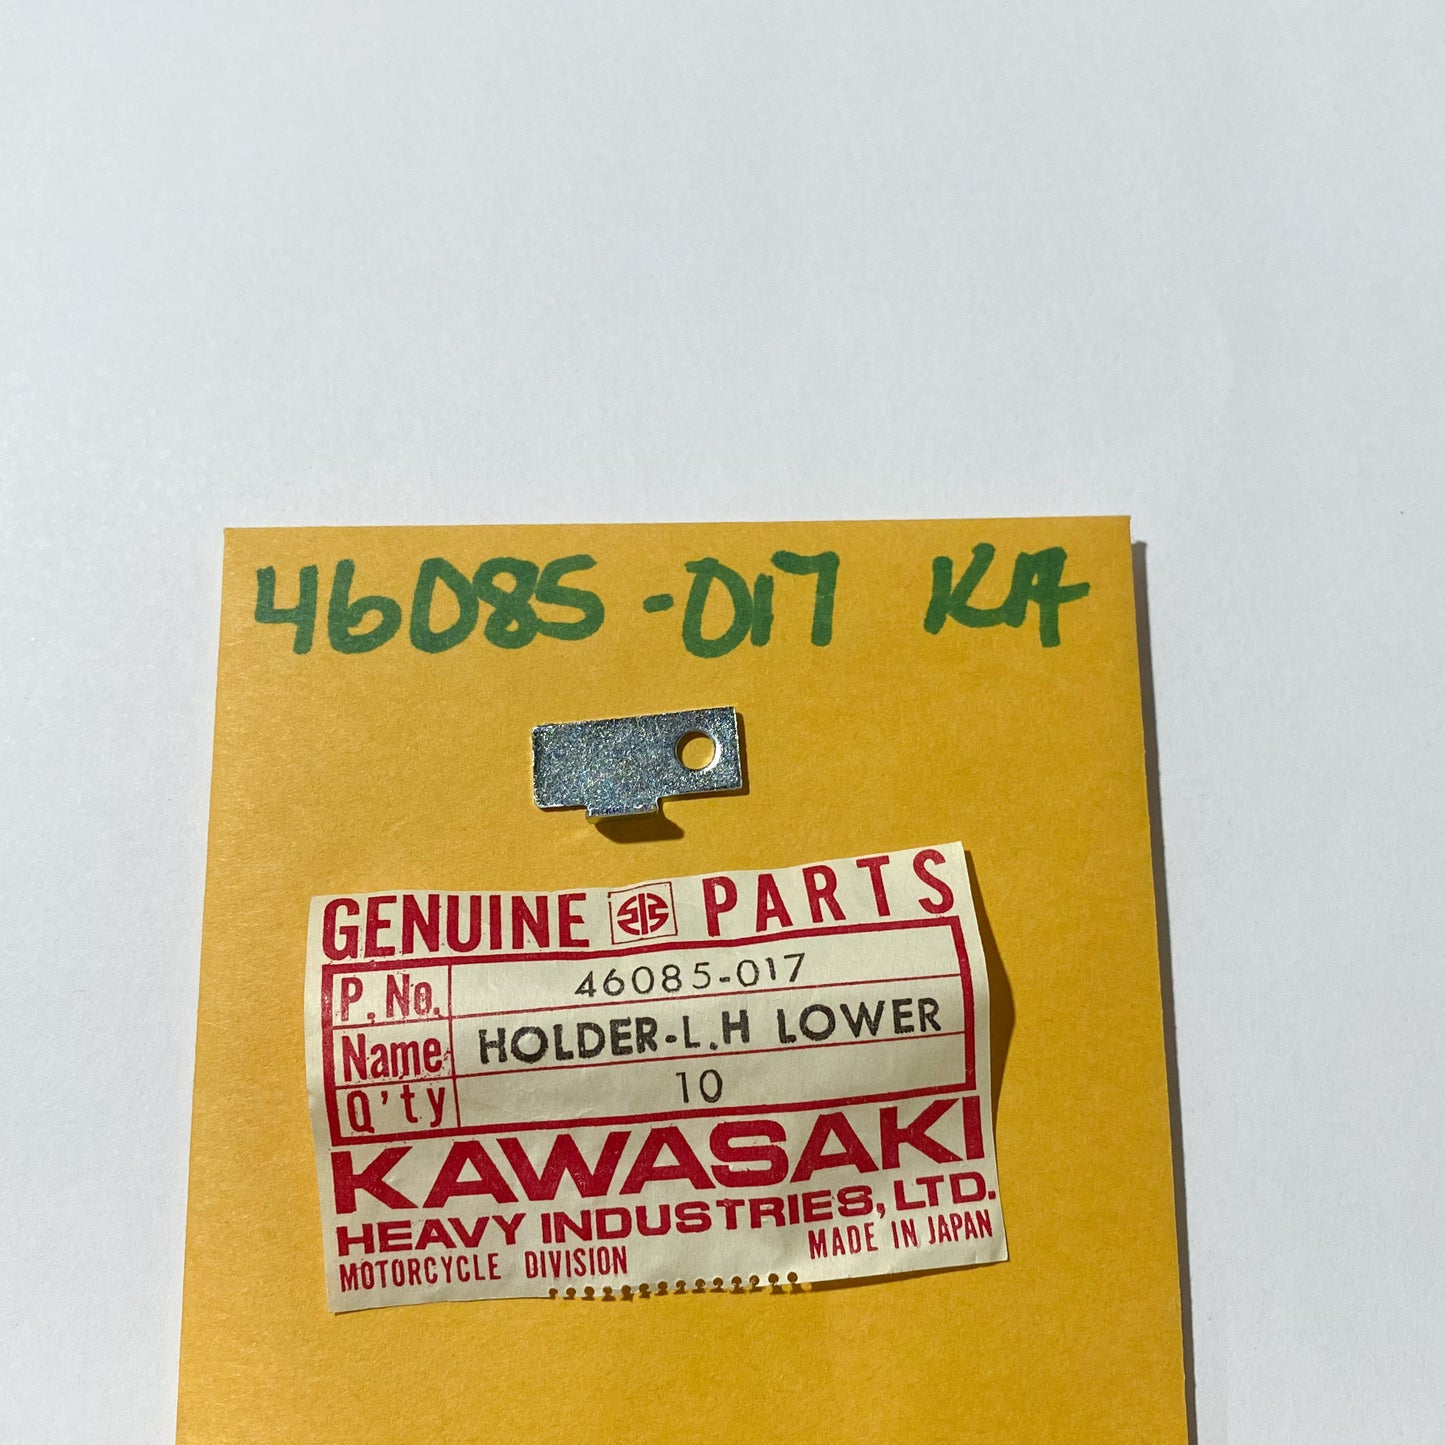 46085-017 KA
GENUINE PARTS
P. No. 46085-017
Name HOLDER-L.H LOWER
Q'ty 10
KAWASAKI
HEAVY INDUSTRIES, LTD.
MOTORCYCLE DIVISION MADE IN JAPAN